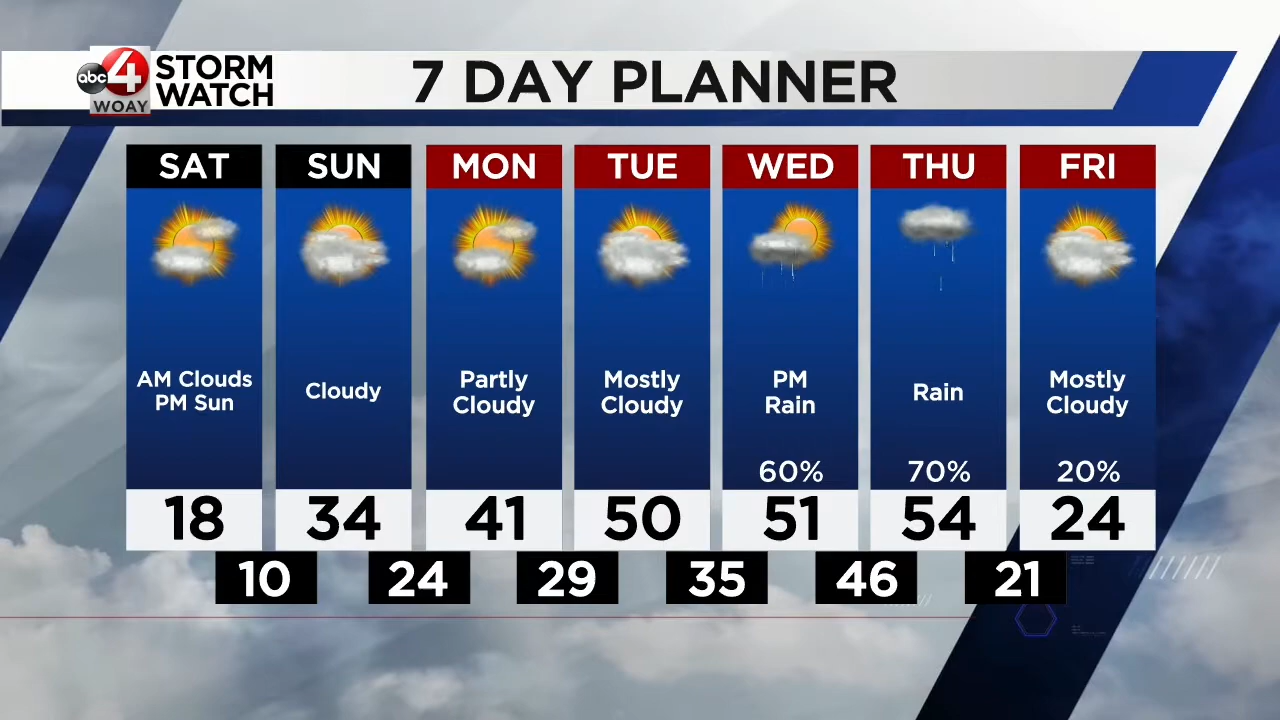 abc 4
WOAY
STORM
WATCH
7 DAY PLANNER
SAT
AM Clouds
PM Sun
18
SUN
Cloudy
34
MON
Partly
Cloudy
41
TUE
Mostly
Cloudy
50
WED
PM
Rain
60%
51
THU
Rain
70%
54
FRI
Mostly
Cloudy
20%
24
10
24
29
35
46
21